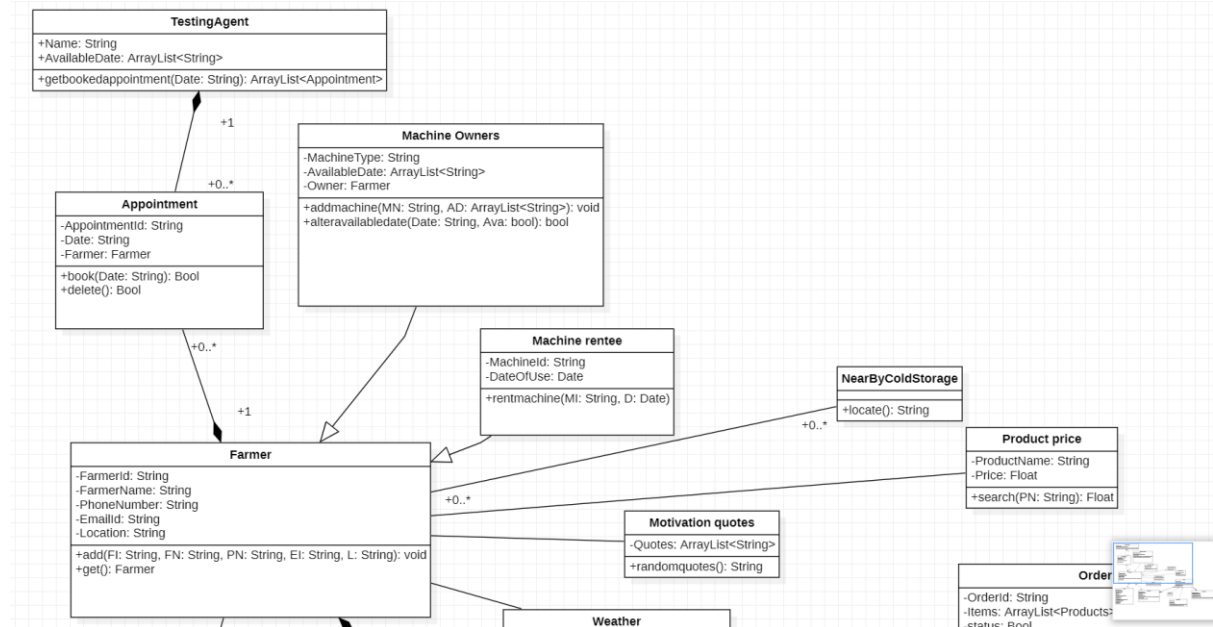 TestingAgent
+Name: String
+AvailableDate: ArrayList<String>
+getbookedappointment(Date: String): ArrayList<Appointment>
+1
+0..*
Machine Owners
-MachineType: String
-AvailableDate: ArrayList<String>
-Owner: Farmer
+addmachine(MN: String, AD: ArrayList<String>): void
+alteravailabledate(Date: String, Ava: bool): bool
Appointment
-AppointmentId: String
-Date: String
-Farmer: Farmer
+book(Date: String): Bool
+delete(): Bool
+0..*
+1
Machine rentee
-MachineId: String
-DateOfUse: Date
+rentmachine(MI: String, D: Date)
NearByColdStorage
+locate(): String
+0..*
Farmer
-FarmerId: String
-FarmerName: String
-PhoneNumber: String
-EmailId: String
-Location: String
+add(FI: String, FN: String, PN: String, EI: String, L: String): void
+get(): Farmer
+0..*
Product price
-ProductName: String
-Price: Float
+search(PN: String): Float
Motivation quotes
-Quotes: ArrayList<String>
+randomquotes(): String
Weather
Order
-OrderId: String
-Items: ArrayList<Products>
-status: Bool